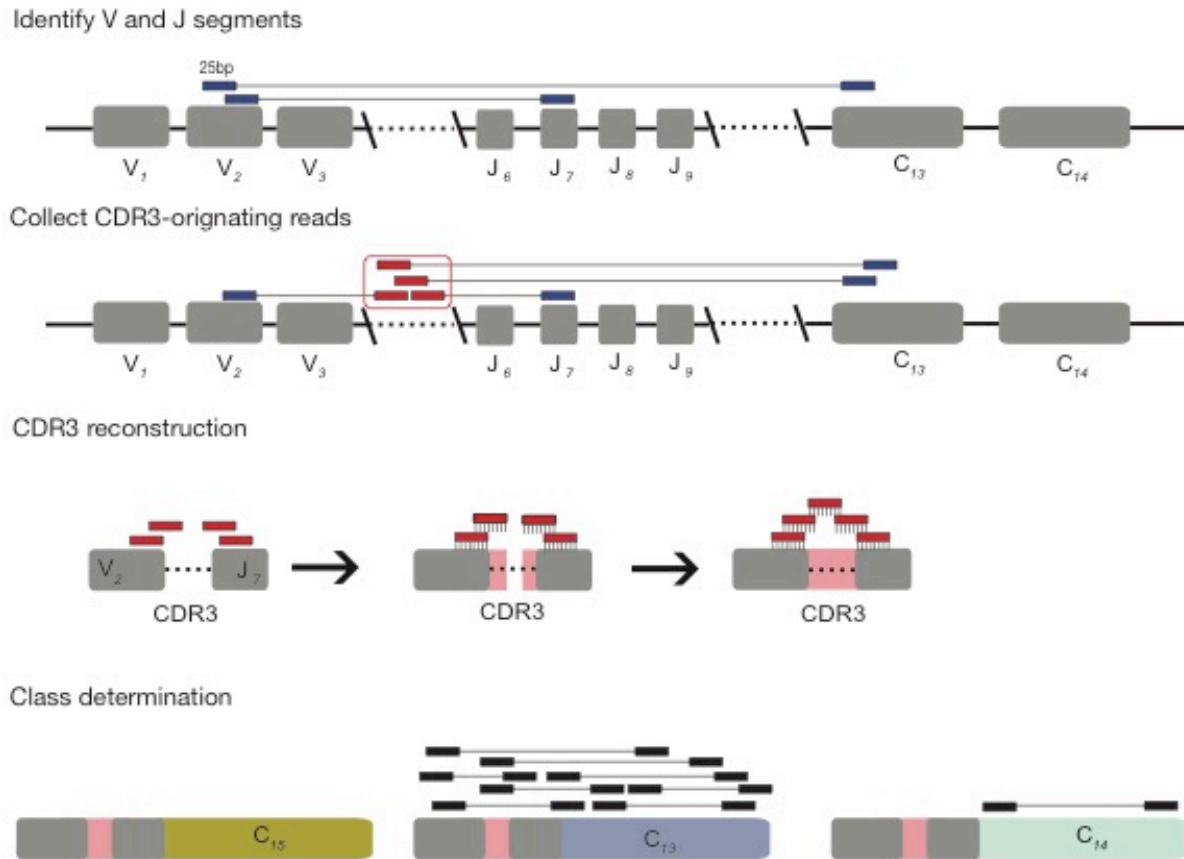 Identify V and J segments
25bp
V1 V2 V3 J6 J7 J8 J9 C13 C14
Collect CDR3-orignating reads
V1 V2 V3 J6 J7 J8 J9 C13 C14
CDR3 reconstruction
V2 J7
CDR3 CDR3 CDR3
Class determination
C15 C13 C14